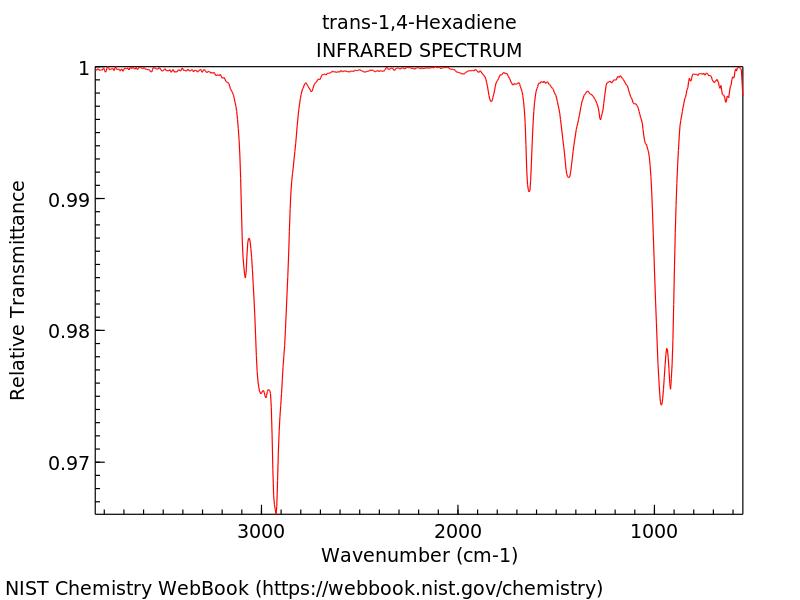 trans-1,4-Hexadiene
INFRARED SPECTRUM
1
0.99
0.98
0.97
Relative Transmittance
3000 2000 1000
Wavenumber (cm-1)
NIST Chemistry WebBook (https://webbook.nist.gov/chemistry)